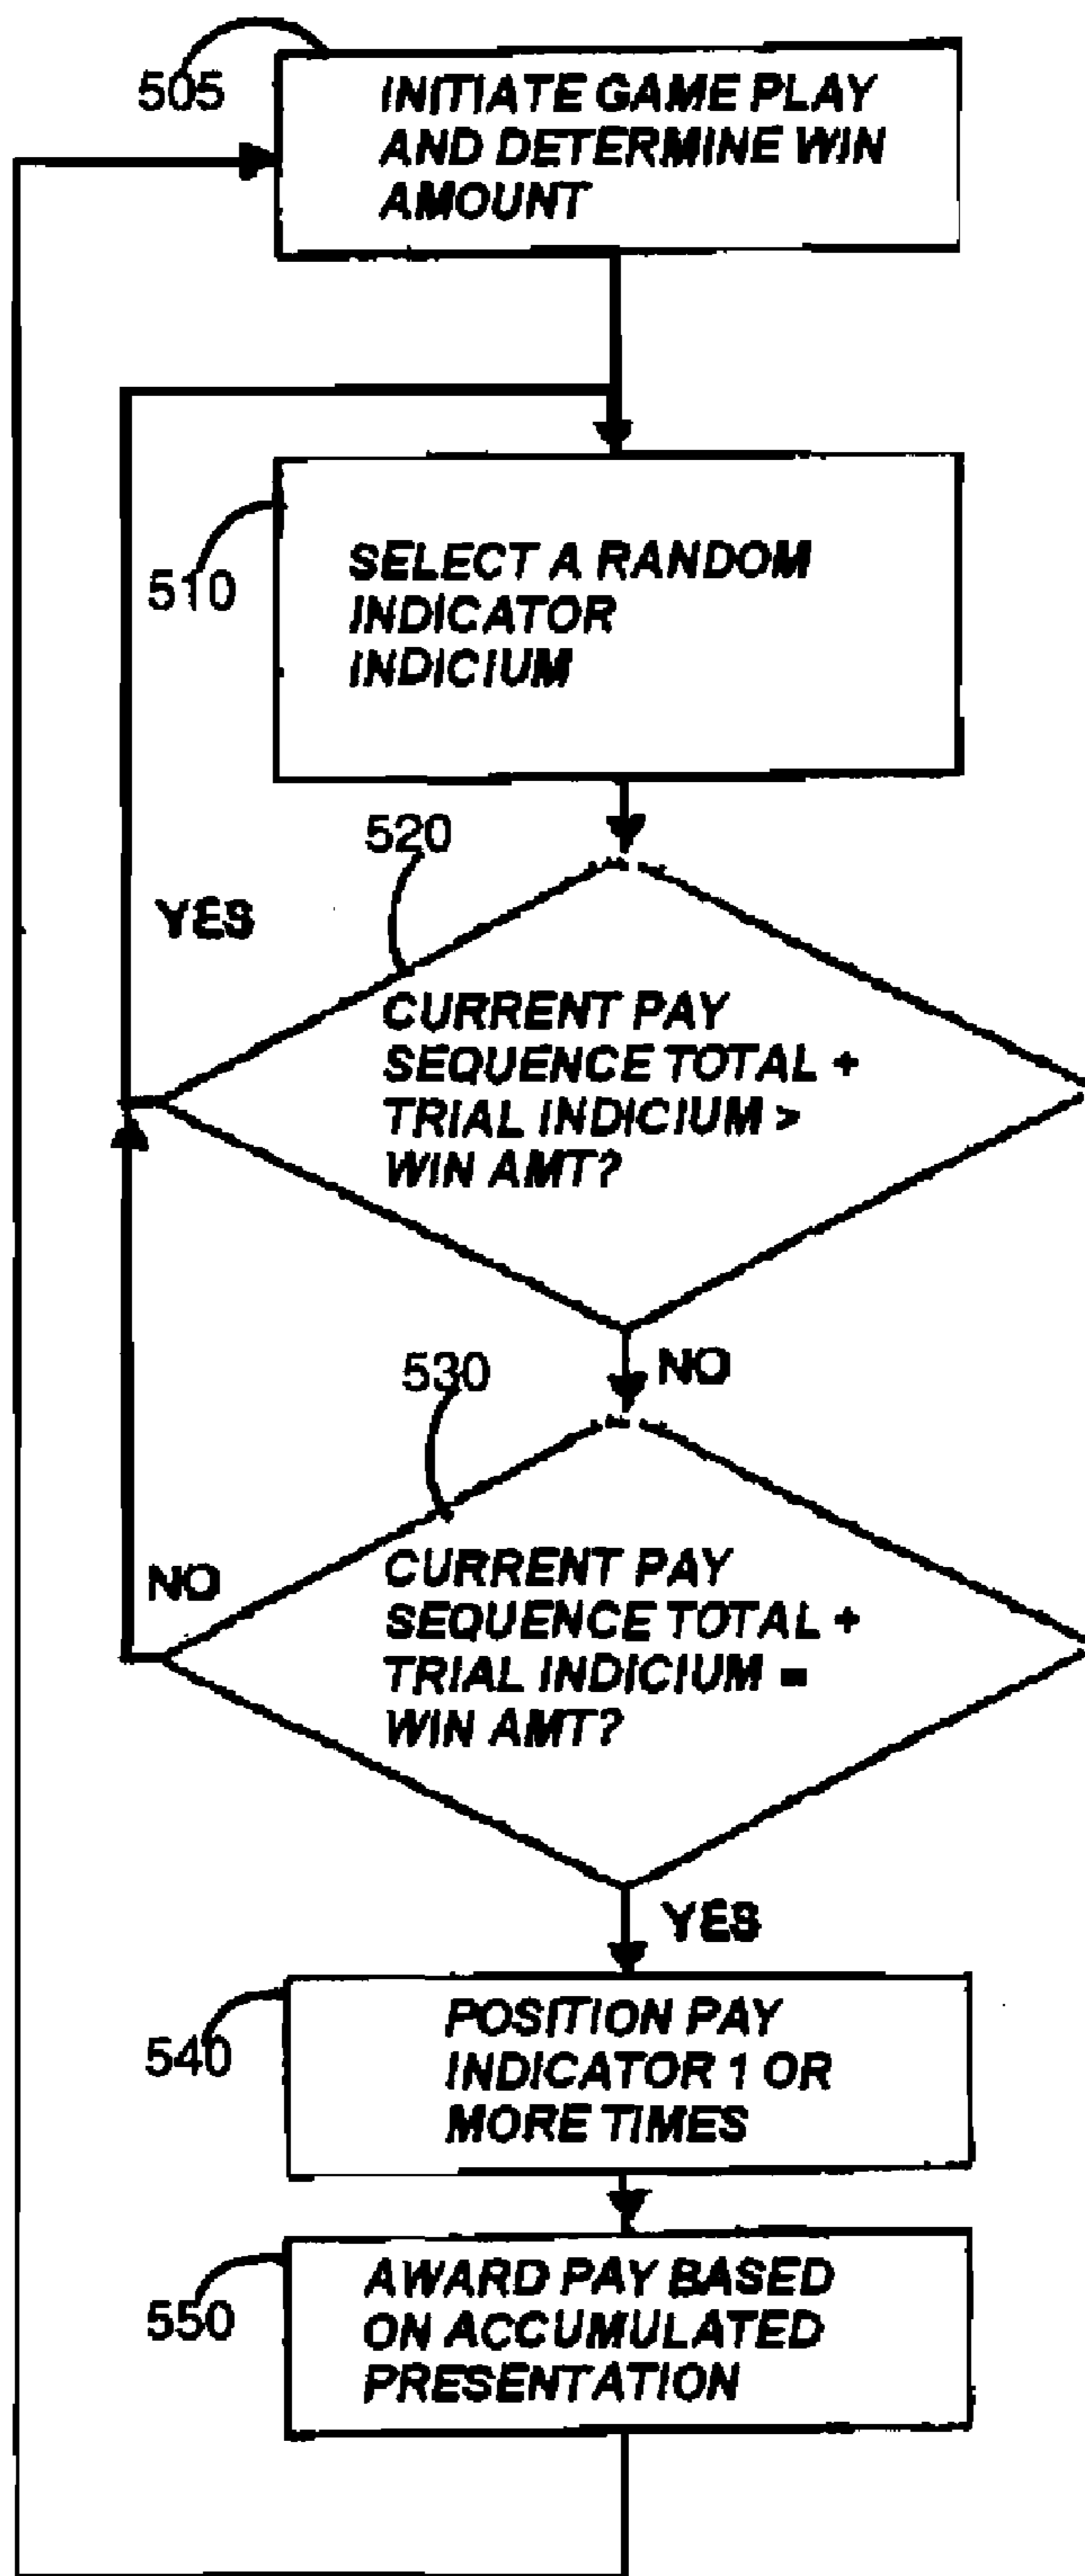 505
INITIATE GAME PLAY
AND DETERMINE WIN
AMOUNT
510
SELECT A RANDOM
INDICATOR
INDICIUM
520
YES
CURRENT PAY
SEQUENCE TOTAL +
TRIAL INDICIUM >
WIN AMT?
NO
530
NO
CURRENT PAY
SEQUENCE TOTAL +
TRIAL INDICIUM =
WIN AMT?
YES
540
POSITION PAY
INDICATOR 1 OR
MORE TIMES
550
AWARD PAY BASED
ON ACCUMULATED
PRESENTATION